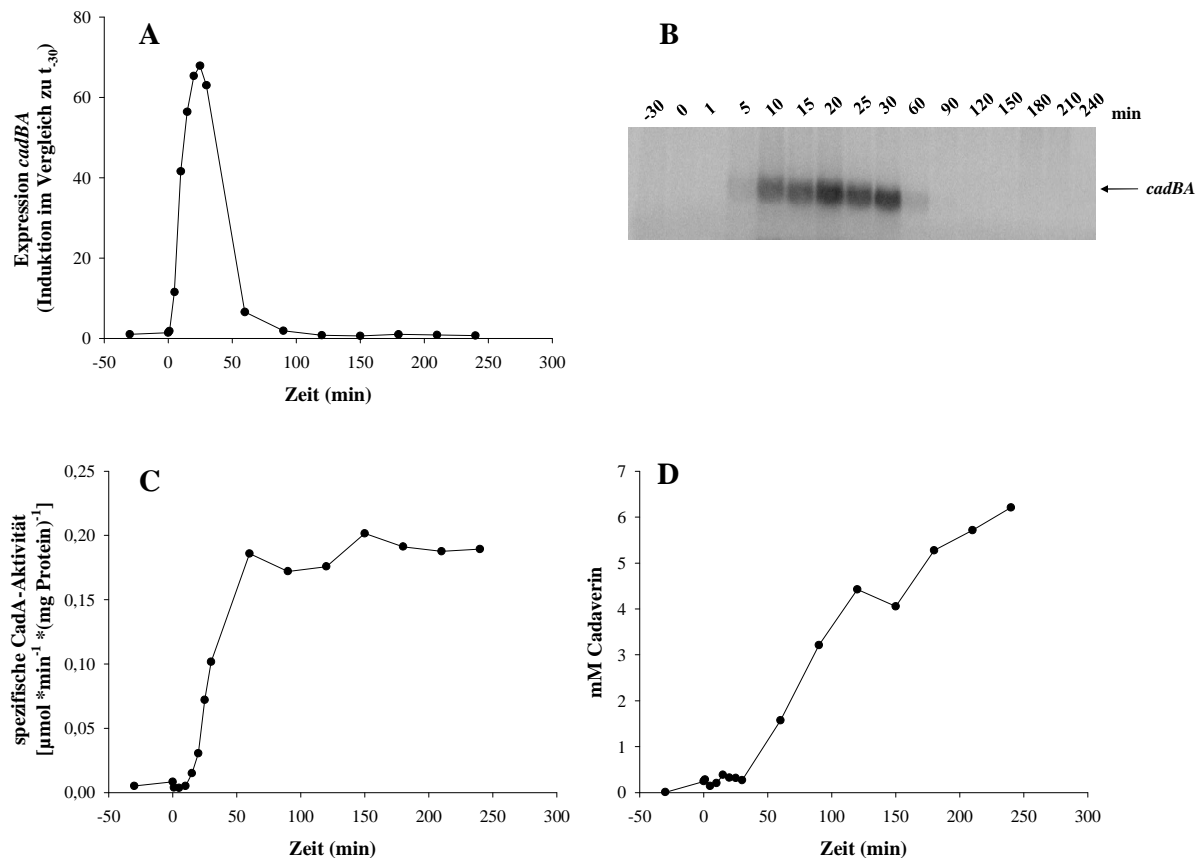 A
Expression cadBA
(Induktion im Vergleich zu t-30)
80
60
40
20
0
-50 0 50 100 150 200 250 300
Zeit (min)
B
-30 0 1 5 10 15 20 25 30 60 90 120 150 180 210 240 min
cadBA
C
spezifische CadA-Aktivität
[µmol *min-1 *(mg Protein)-1]
0,25
0,20
0,15
0,10
0,05
0,00
-50 0 50 100 150 200 250 300
Zeit (min)
D
mM Cadaverin
7
6
5
4
3
2
1
0
-50 0 50 100 150 200 250 300
Zeit (min)